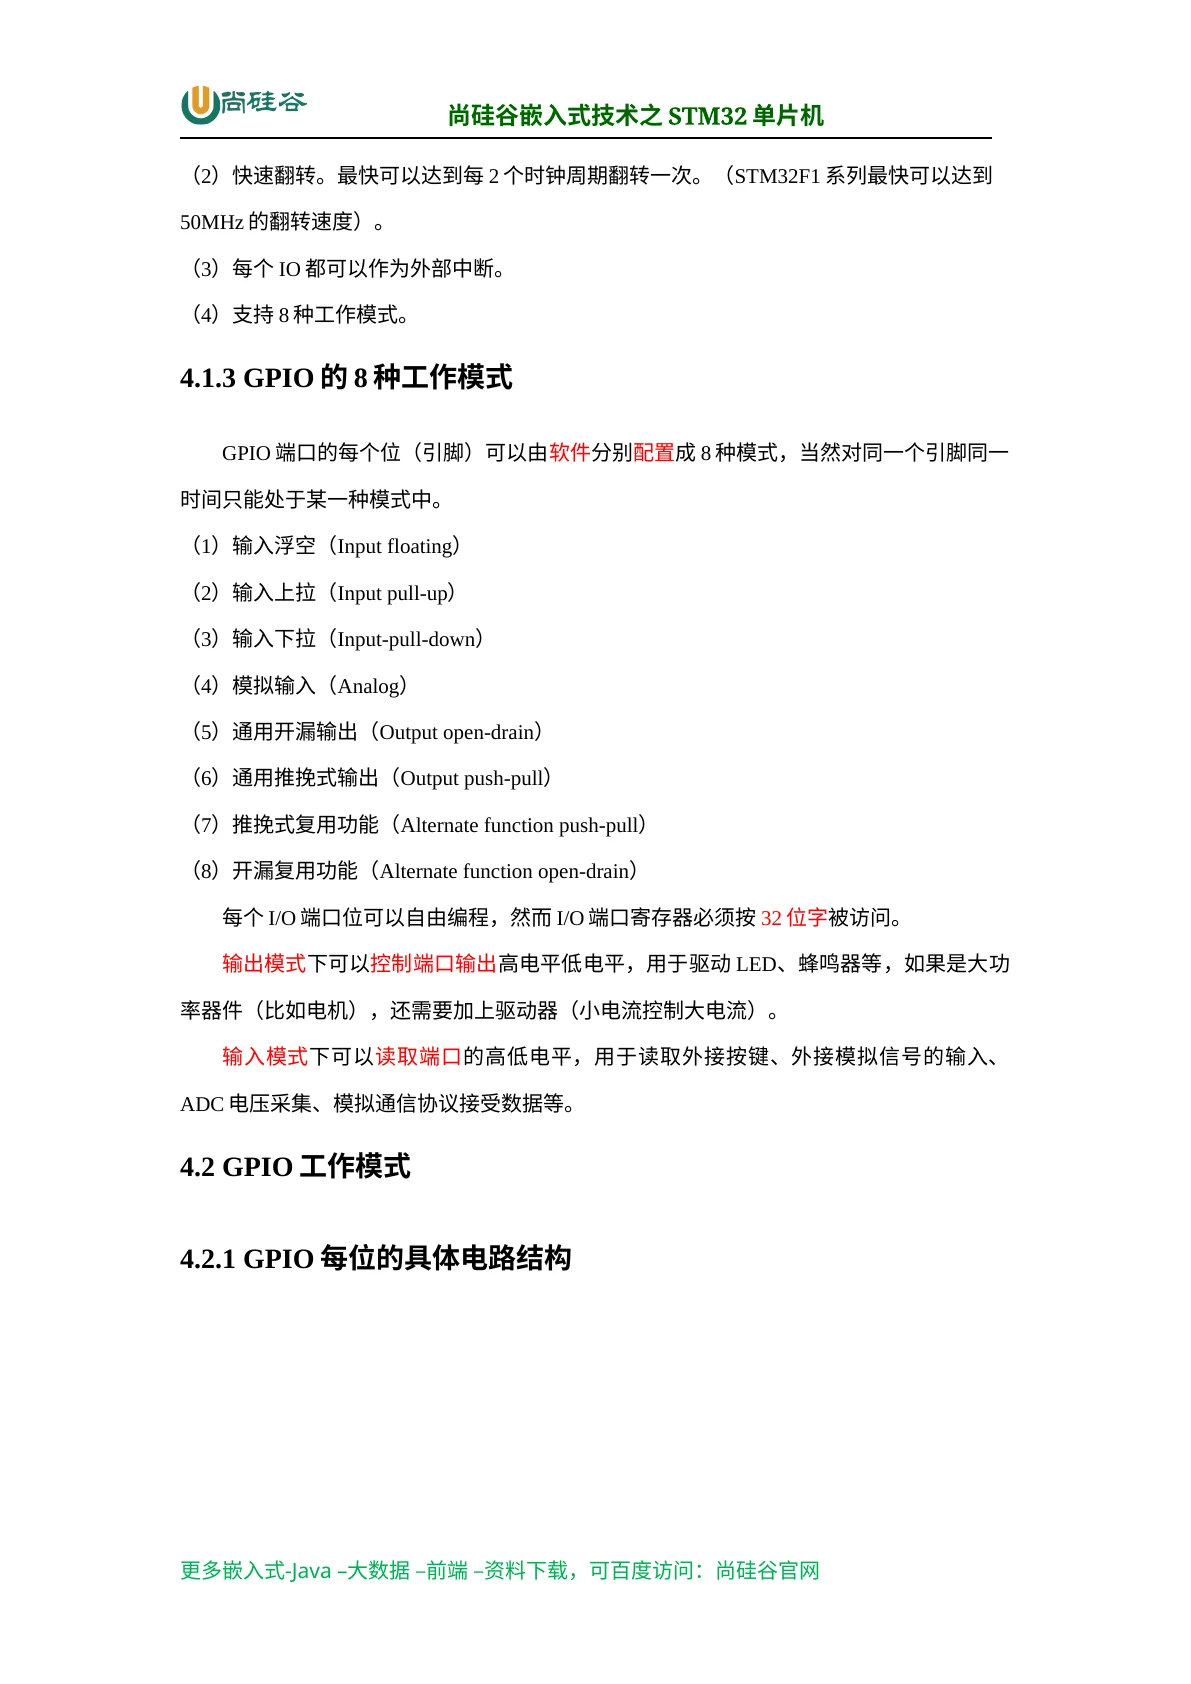 尚硅谷
尚硅谷嵌入式技术之 STM32 单片机
（2）快速翻转。最快可以达到每 2 个时钟周期翻转一次。（STM32F1 系列最快可以达到
50MHz 的翻转速度）。
（3）每个 IO 都可以作为外部中断。
（4）支持 8 种工作模式。
4.1.3 GPIO 的 8 种工作模式
GPIO 端口的每个位（引脚）可以由软件分别配置成 8 种模式，当然对同一个引脚同一
时间只能处于某一种模式中。
（1）输入浮空（Input floating）
（2）输入上拉（Input pull-up）
（3）输入下拉（Input-pull-down）
（4）模拟输入（Analog）
（5）通用开漏输出（Output open-drain）
（6）通用推挽式输出（Output push-pull）
（7）推挽式复用功能（Alternate function push-pull）
（8）开漏复用功能（Alternate function open-drain）
每个 I/O 端口位可以自由编程，然而 I/O 端口寄存器必须按 32 位字被访问。
输出模式下可以控制端口输出高电平低电平，用于驱动 LED、蜂鸣器等，如果是大功
率器件（比如电机），还需要加上驱动器（小电流控制大电流）。
输入模式下可以读取端口的高低电平，用于读取外接按键、外接模拟信号的输入、
ADC 电压采集、模拟通信协议接受数据等。
4.2 GPIO 工作模式
4.2.1 GPIO 每位的具体电路结构
更多嵌入式-Java –大数据 –前端 –资料下载，可百度访问：尚硅谷官网